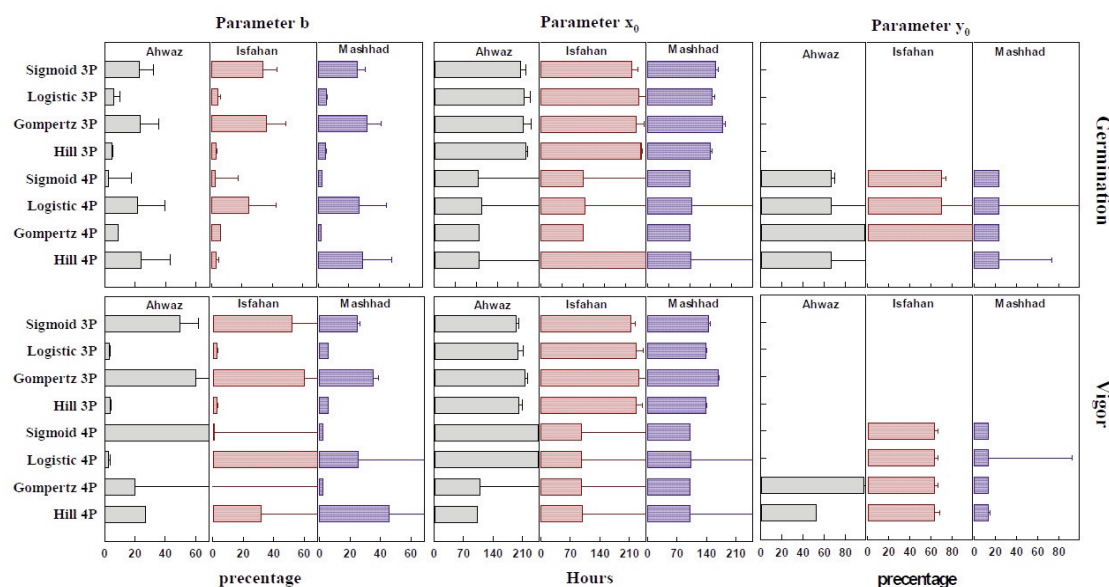 Parameter b Parameter x0 Parameter y0
Ahwaz Isfahan Mashhad Ahwaz Isfahan Mashhad Ahwaz Isfahan Mashhad
Sigmoid 3P
Logistic 3P
Gompertz 3P
Hill 3P
Sigmoid 4P
Logistic 4P
Gompertz 4P
Hill 4P
Germination
Ahwaz Isfahan Mashhad Ahwaz Isfahan Mashhad Ahwaz Isfahan Mashhad
Sigmoid 3P
Logistic 3P
Gompertz 3P
Hill 3P
Sigmoid 4P
Logistic 4P
Gompertz 4P
Hill 4P
Vigor
0 20 40 60 0 20 40 60 0 20 40 60 0 70 140 210 0 70 140 210 0 70 140 210 0 20 40 60 80 0 20 40 60 80 0 20 40 60 80
precentage Hours precentage